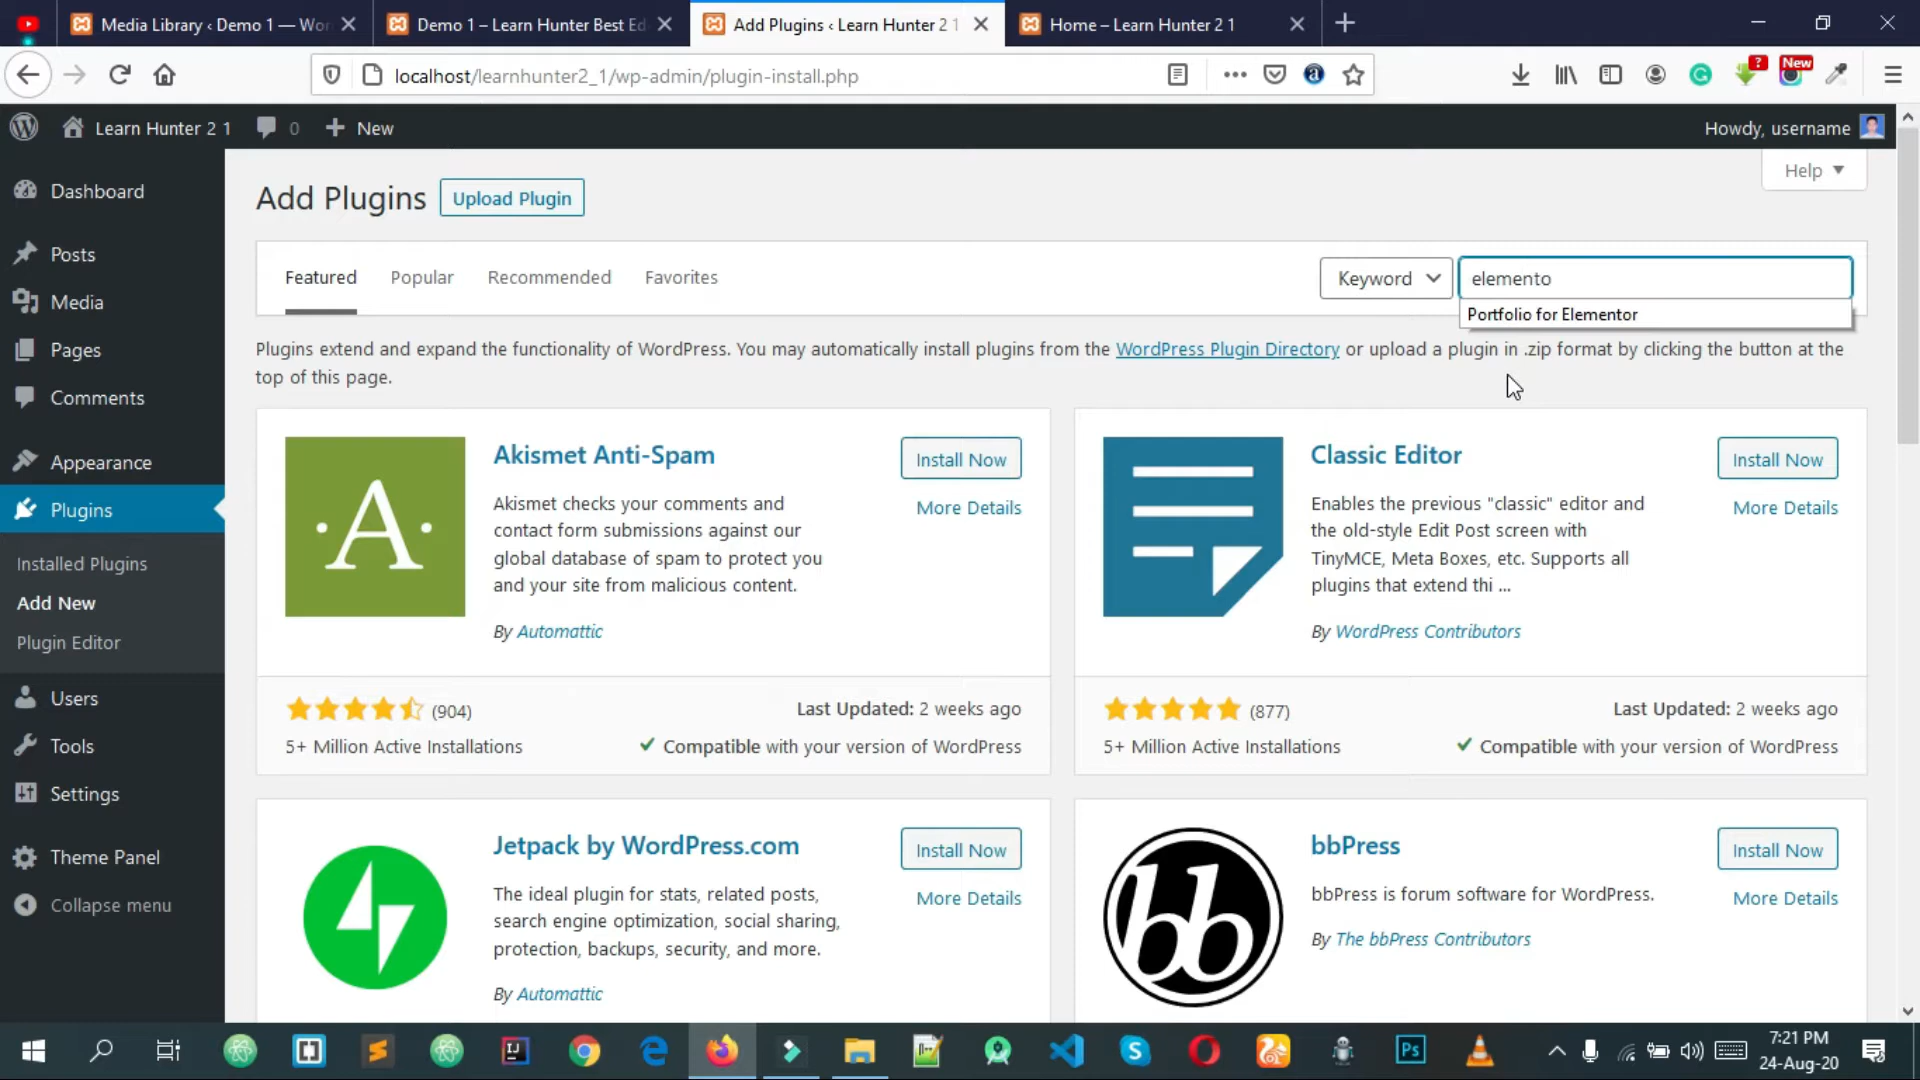 Media Library ‹ Demo 1 — Wor
Demo 1 – Learn Hunter Best Ed
Add Plugins ‹ Learn Hunter 2 1
Home – Learn Hunter 2 1
localhost/learnhunter2_1/wp-admin/plugin-install.php
?
New
Learn Hunter 2 1
0
New
Howdy, username
Dashboard
Posts
Media
Pages
Comments
Appearance
Plugins
Installed Plugins
Add New
Plugin Editor
Users
Tools
Settings
Theme Panel
Collapse menu
Help
Add Plugins
Upload Plugin
Featured
Popular
Recommended
Favorites
Keyword
elemento
Portfolio for Elementor
Plugins extend and expand the functionality of WordPress. You may automatically install plugins from the WordPress Plugin Directory or upload a plugin in .zip format by clicking the button at the
top of this page.
A
Akismet Anti-Spam
Install Now
More Details
Akismet checks your comments and
contact form submissions against our
global database of spam to protect you
and your site from malicious content.
By Automattic
(904)
Last Updated: 2 weeks ago
5+ Million Active Installations
Compatible with your version of WordPress
Classic Editor
Install Now
More Details
Enables the previous "classic" editor and
the old-style Edit Post screen with
TinyMCE, Meta Boxes, etc. Supports all
plugins that extend thi ...
By WordPress Contributors
(877)
Last Updated: 2 weeks ago
5+ Million Active Installations
Compatible with your version of WordPress
Jetpack by WordPress.com
Install Now
More Details
The ideal plugin for stats, related posts,
search engine optimization, social sharing,
protection, backups, security, and more.
By Automattic
bb
bbPress
Install Now
More Details
bbPress is forum software for WordPress.
By The bbPress Contributors
Ps
7:21 PM
24-Aug-20